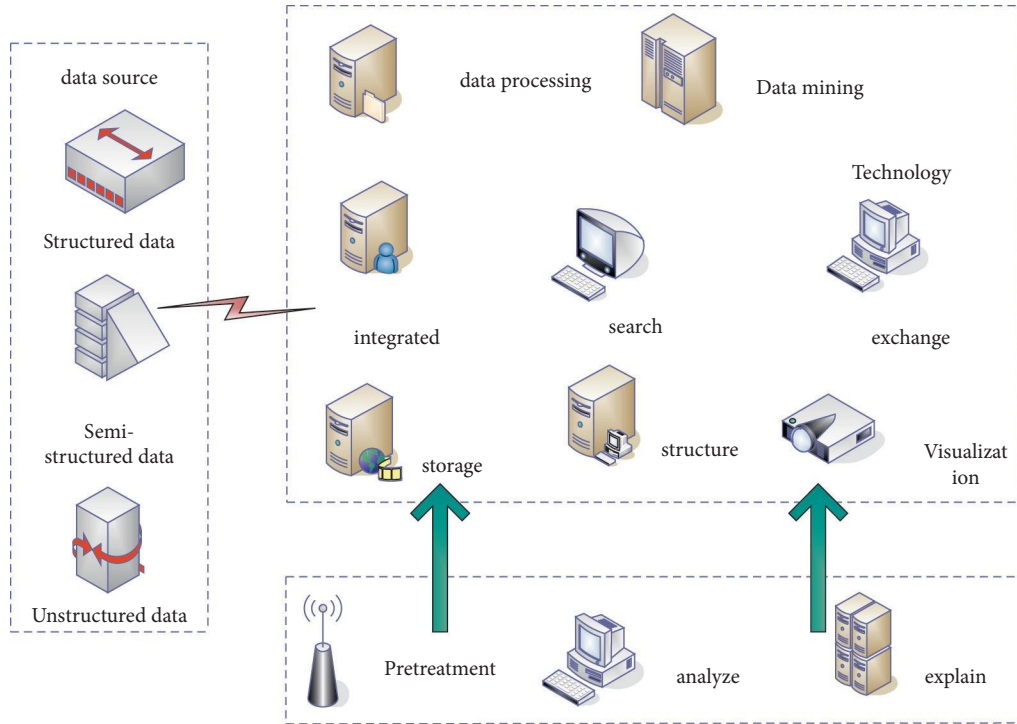 data source
Structured data
Semi-
structured data
Unstructured data
data processing
Data mining
Technology
integrated
search
exchange
storage
structure
Visualizat
ion
Pretreatment
analyze
explain